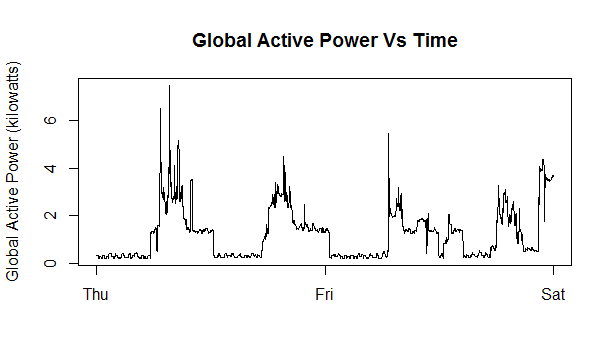 Global Active Power Vs Time
Global Active Power (kilowatts)
6
4
2
0
Thu
Fri
Sat